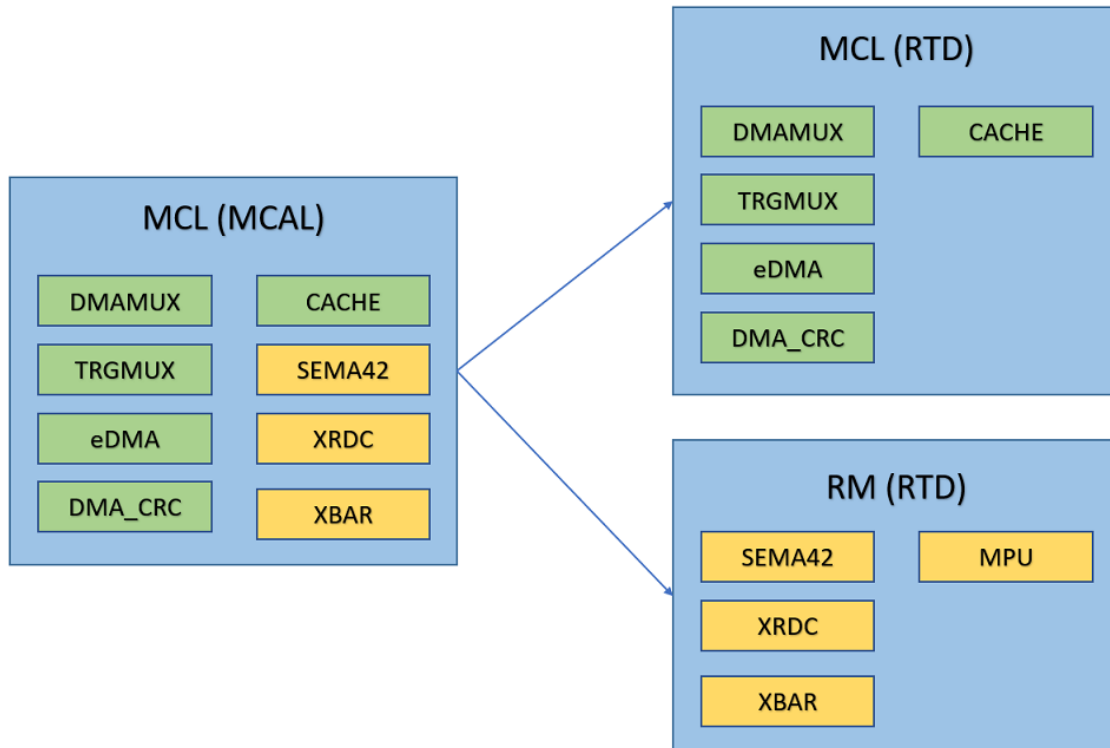 MCL (MCAL)
DMAMUX
CACHE
TRGMUX
SEMA42
eDMA
XRDC
DMA_CRC
XBAR
MCL (RTD)
DMAMUX
CACHE
TRGMUX
eDMA
DMA_CRC
RM (RTD)
SEMA42
MPU
XRDC
XBAR